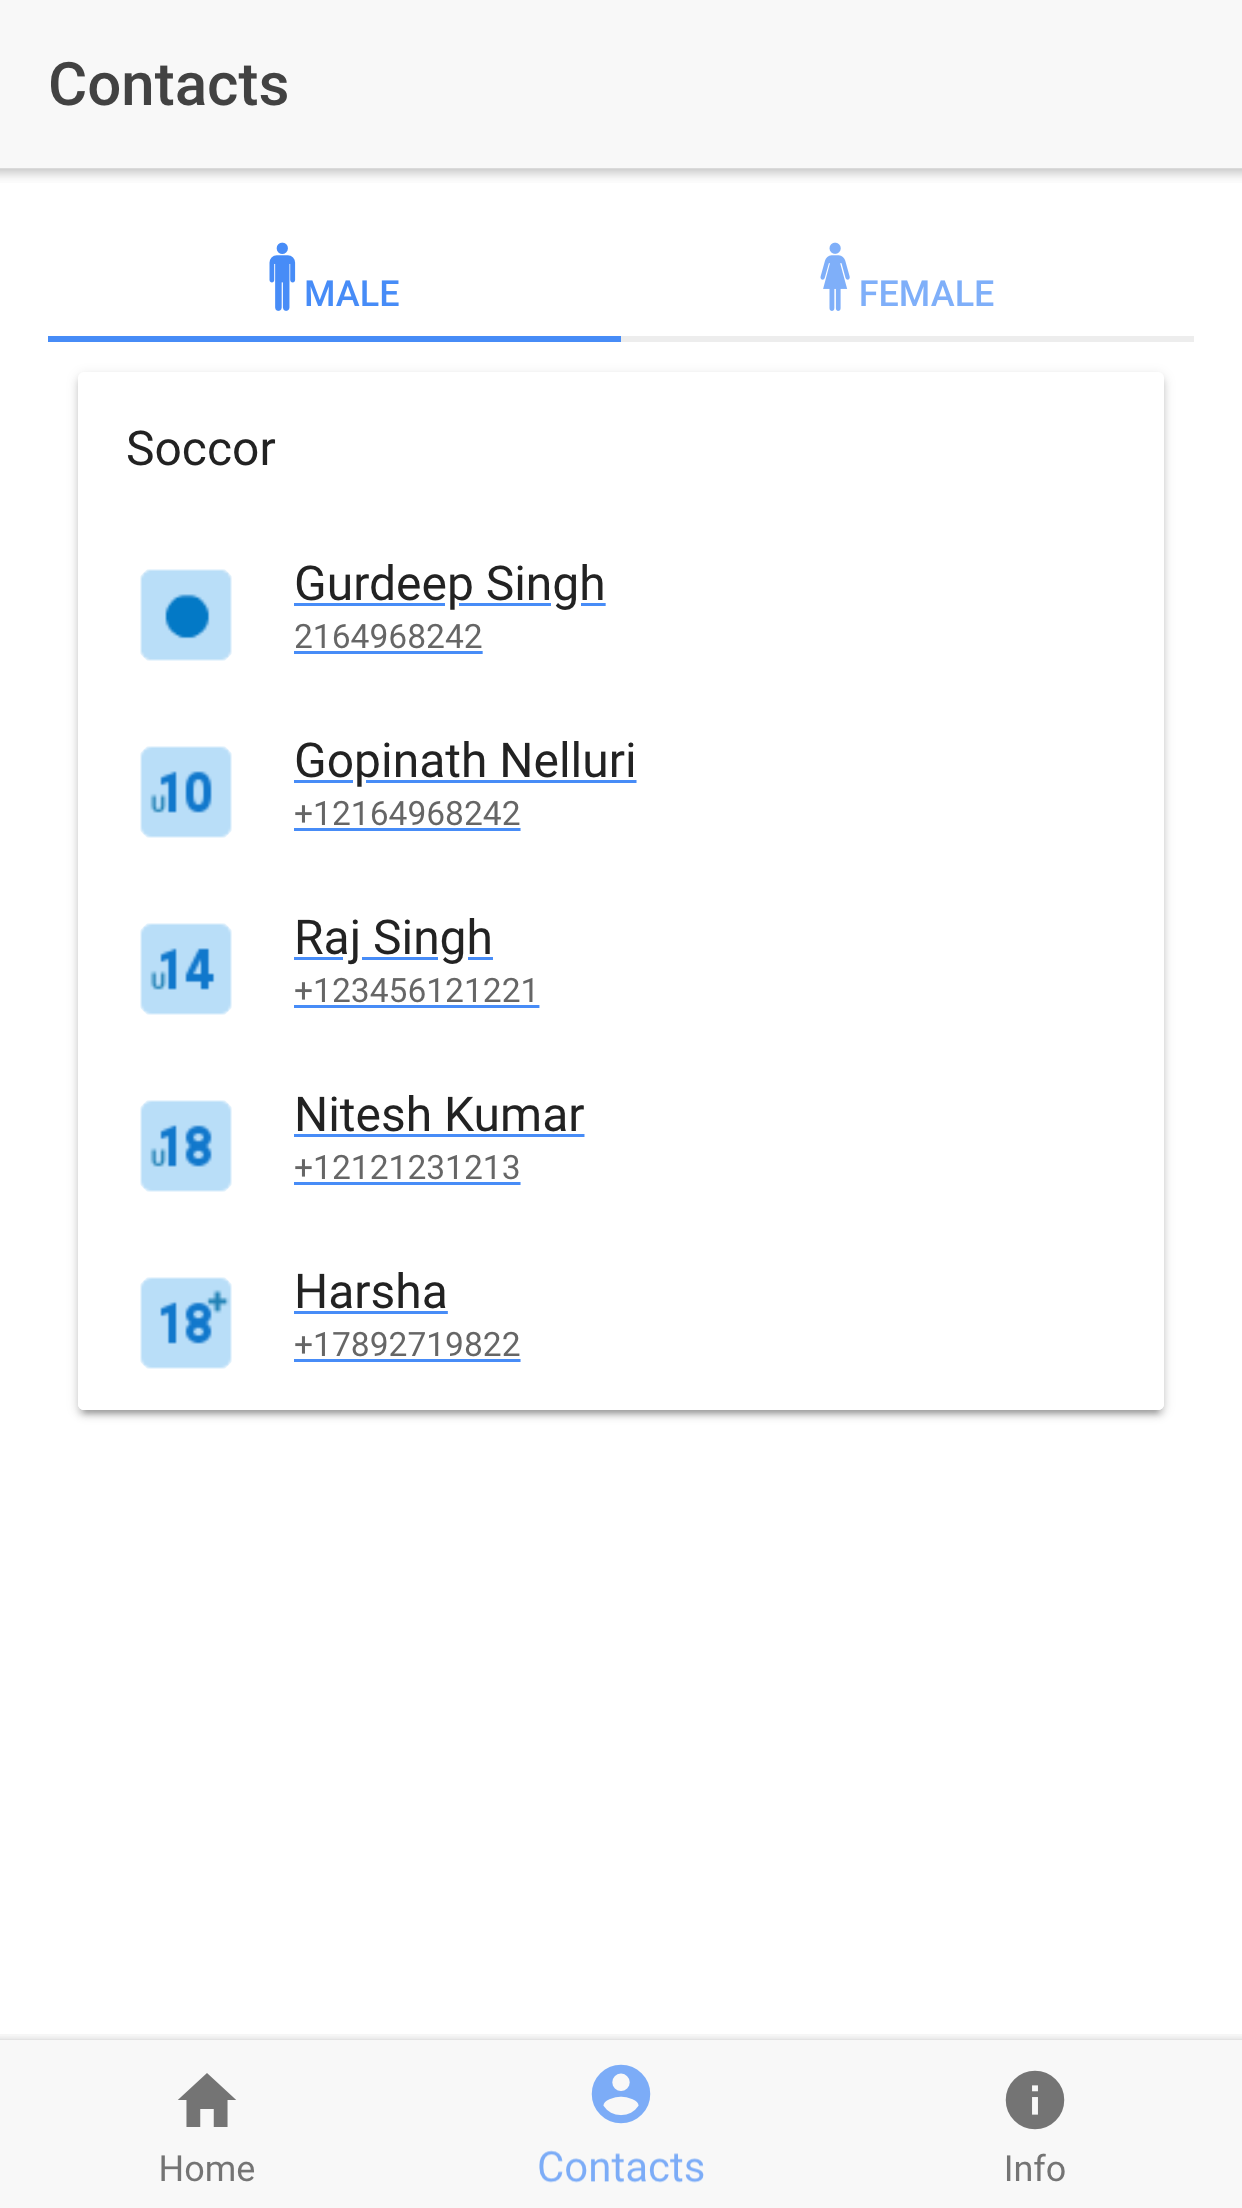 Contacts
MALE
FEMALE
Soccor
Gurdeep Singh
2164968242
U10
Gopinath Nelluri
+12164968242
U14
Raj Singh
+123456121221
U18
Nitesh Kumar
+12121231213
18+
Harsha
+17892719822
Home
Contacts
Info